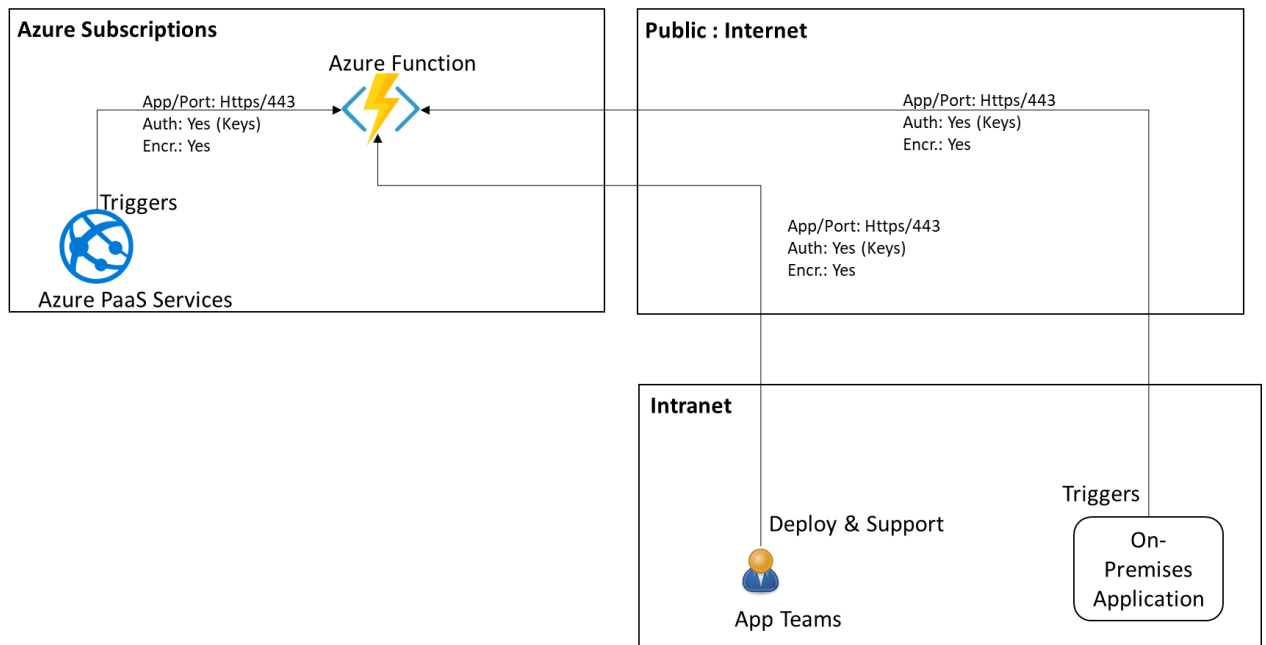 Azure Subscriptions
Azure Function
App/Port: Https/443
Auth: Yes (Keys)
Encr.: Yes
Triggers
Azure PaaS Services
Public : Internet
App/Port: Https/443
Auth: Yes (Keys)
Encr.: Yes
App/Port: Https/443
Auth: Yes (Keys)
Encr.: Yes
Intranet
Deploy & Support
App Teams
Triggers
On-
Premises
Application